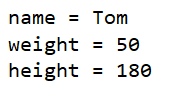 name = Tom
weight = 50
height = 180